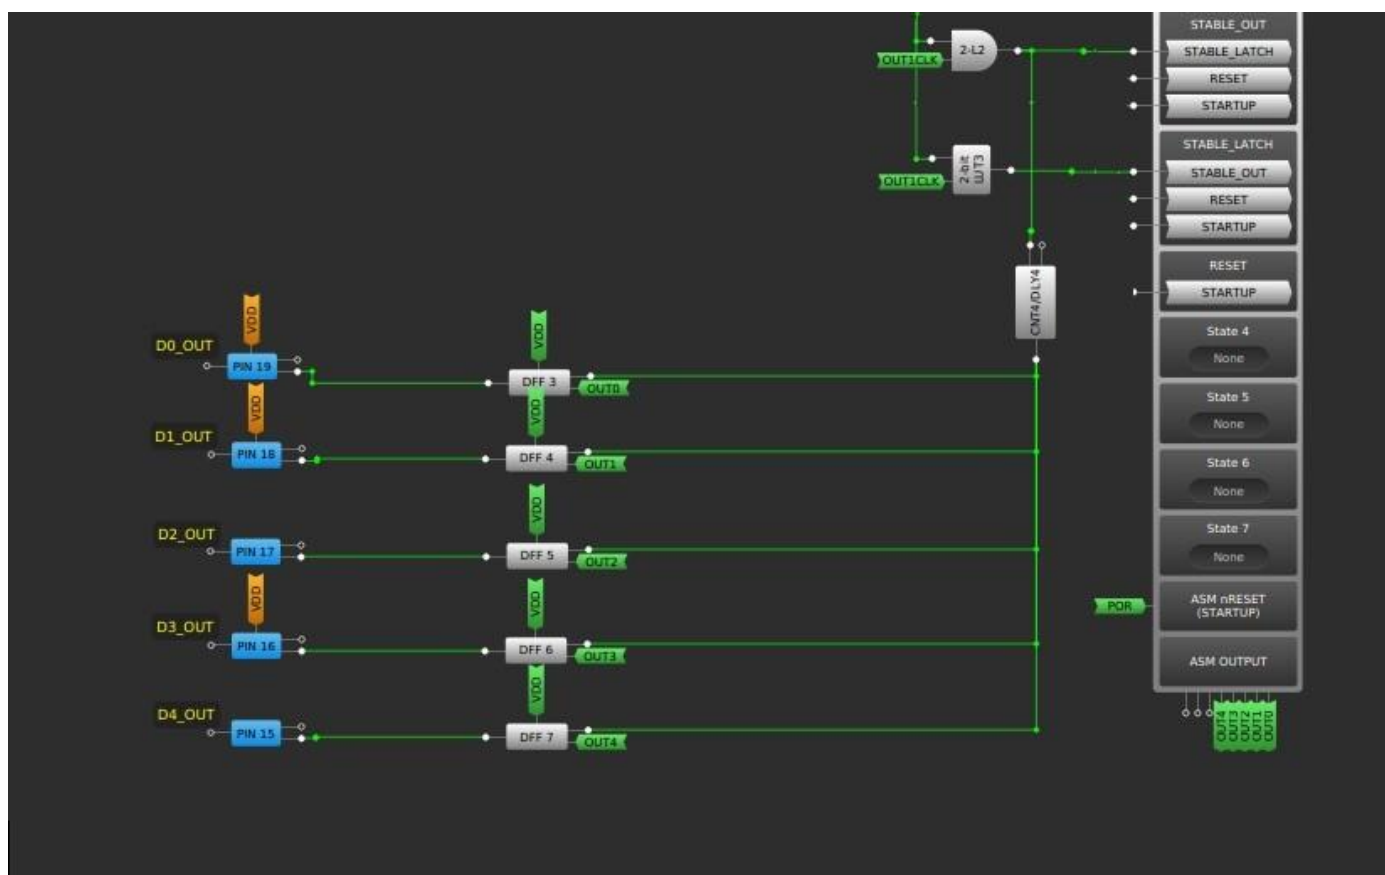 STABLE_OUT
2-L2
OUT1CLK
STABLE_LATCH
RESET
STARTUP
STABLE_LATCH
2-bit
LUT3
OUT1CLK
STABLE_OUT
RESET
STARTUP
RESET
CNT4/DLY4
STARTUP
VDD
VDD
State 4
D0_OUT
PIN 19
DFF 3
OUT0
None
VDD
VDD
State 5
D1_OUT
PIN 18
DFF 4
OUT1
None
State 6
VDD
None
D2_OUT
PIN 17
DFF 5
OUT2
State 7
None
VDD
VDD
POR
ASM nRESET
(STARTUP)
D3_OUT
PIN 16
DFF 6
OUT3
ASM OUTPUT
VDD
D4_OUT
PIN 15
DFF 7
OUT4
OUT4
OUT3
OUT2
OUT1
OUT0